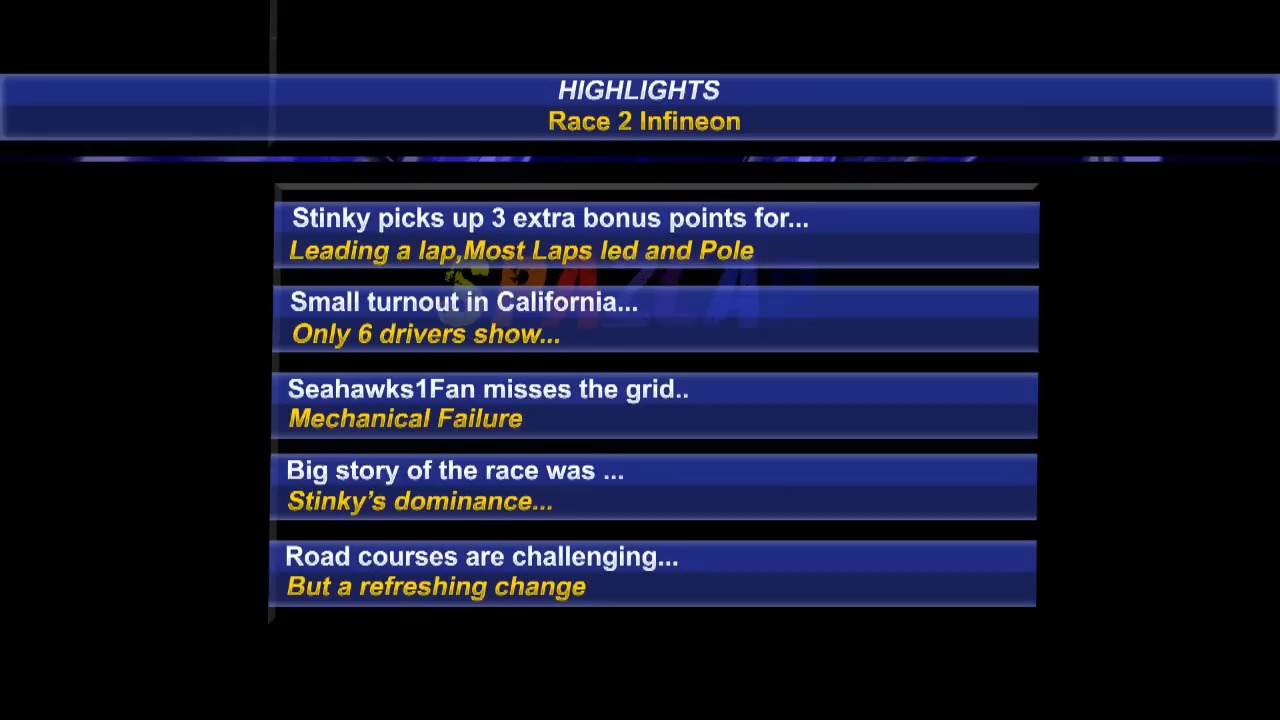 HIGHLIGHTS
Race 2 Infineon
Stinky picks up 3 extra bonus points for...
Leading a lap,Most Laps led and Pole
Small turnout in California...
Only 6 drivers show...
Seahawks1Fan misses the grid..
Mechanical Failure
Big story of the race was ...
Stinky's dominance...
Road courses are challenging...
But a refreshing change